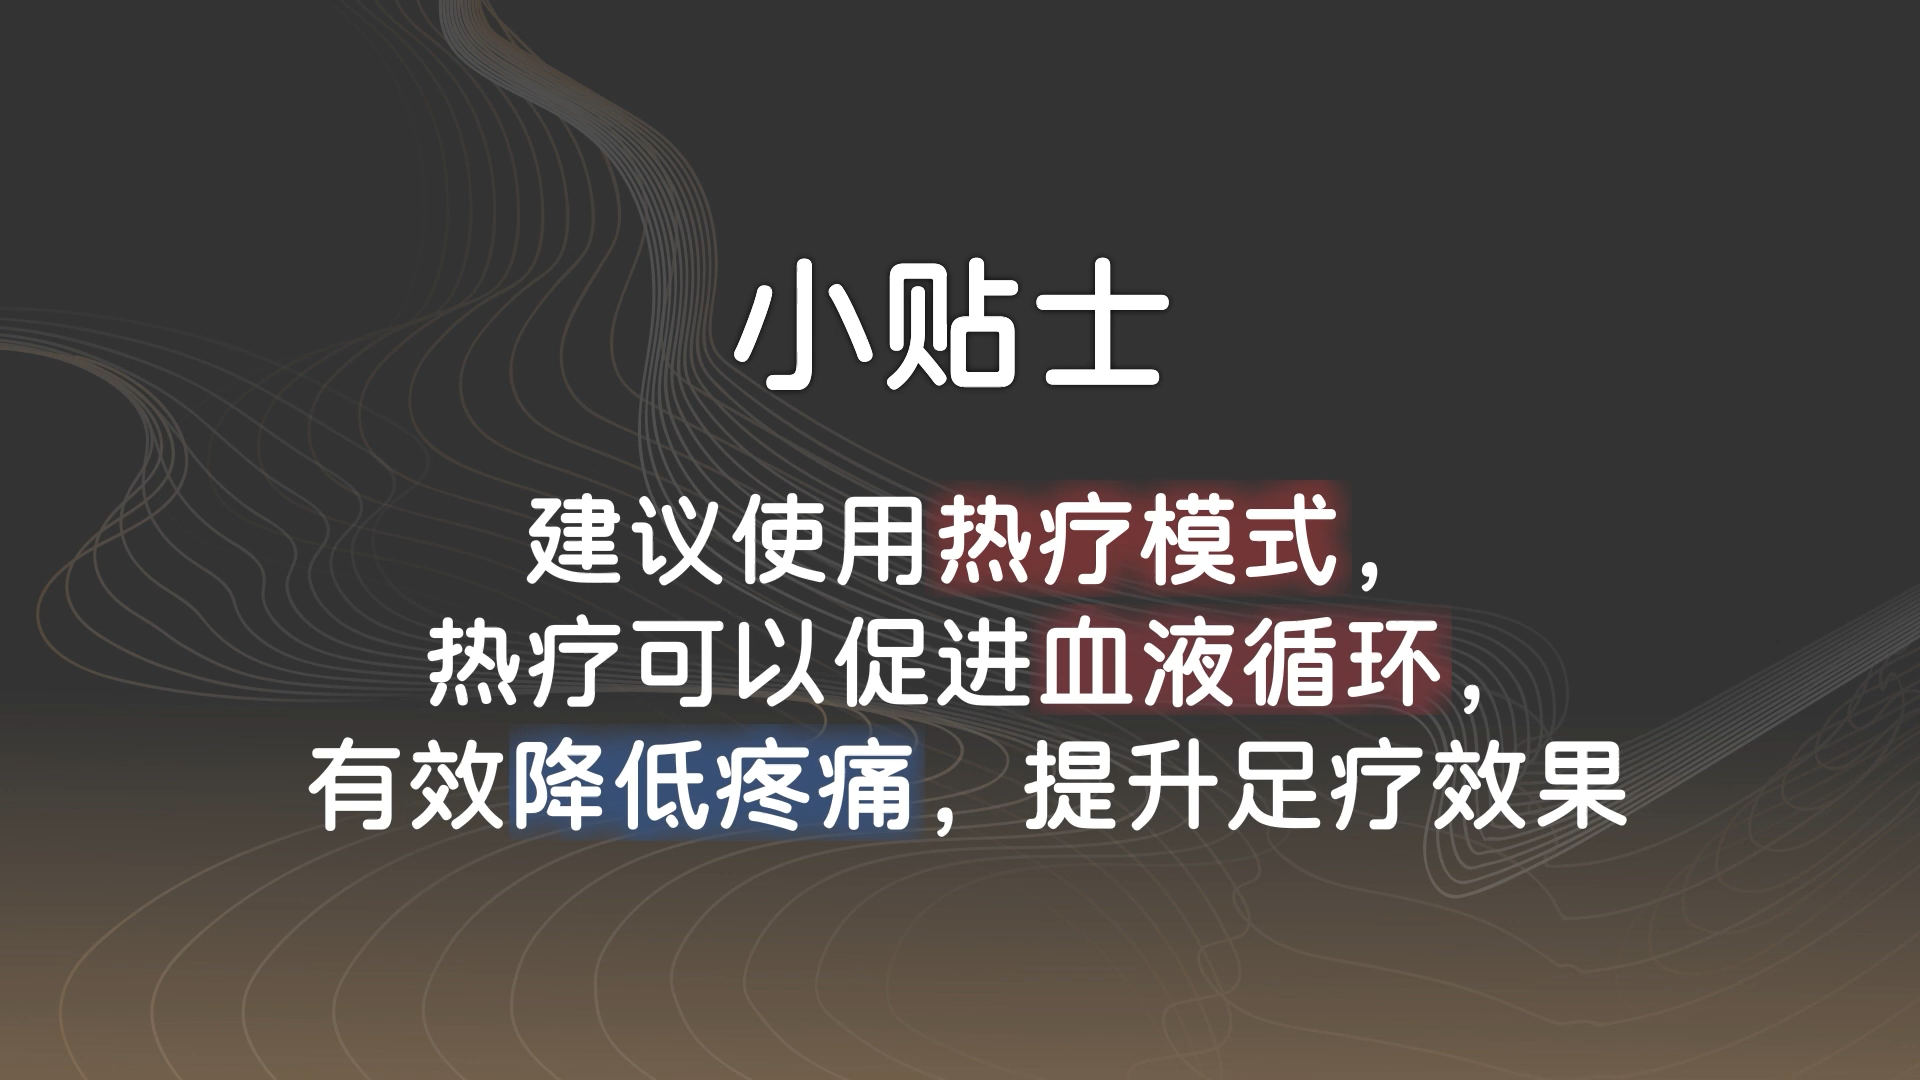 小贴士
建议使用热疗模式，
热疗可以促进血液循环，
有效降低疼痛，提升足疗效果